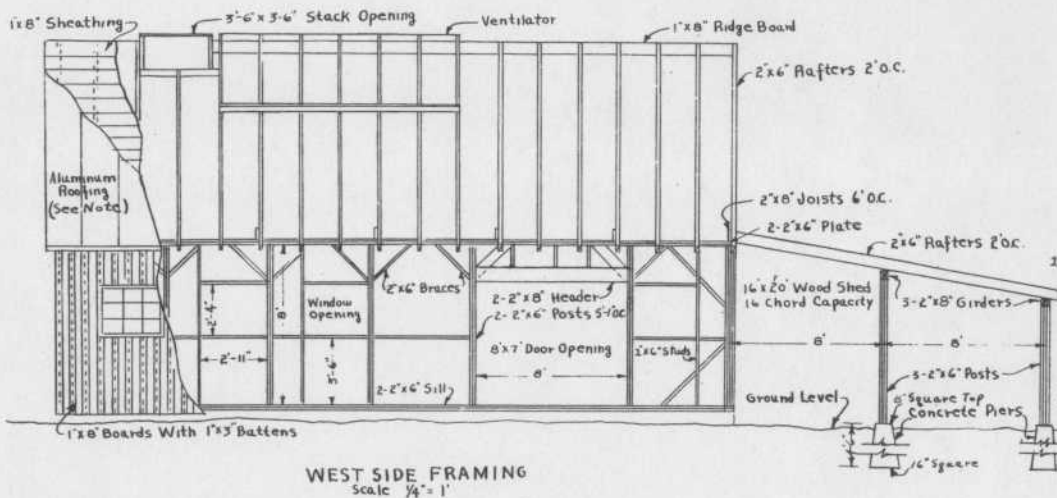 1"x8" Sheathing
3'-6" x 3'-6" Stack Opening
Ventilator
1"x8" Ridge Board
2"x6" Rafters 2' O.C.
Aluminum
Roofing
(See Note)
2"x8" Joists 6' O.C.
2-2"x6" Plate
2"x6" Rafters 2' O.C.
2"x6" Braces
2-2"x8" Header
2-2"x6" Posts 5'-1" O.C.
16'x20' Wood Shed
16 Chord Capacity
3-2"x8" Girders
Window
Opening
2'-4"
8'
8'x7' Door Opening
2"x6" Studs
8'
8'
2'-11"
3'-6"
8'
2-2"x6" Sill
3-2"x6" Posts
Ground Level
8" Square Top
Concrete Piers
1"x8" Boards With 1"x3" Battens
16" Square
WEST SIDE FRAMING
Scale 1/4" = 1'